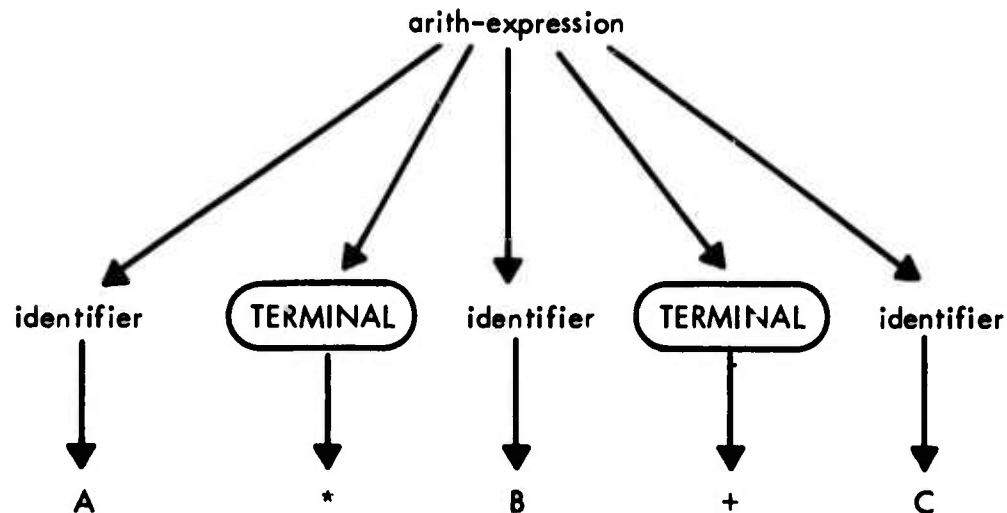 arith-expression
identifier TERMINAL identifier TERMINAL identifier
A * B + C